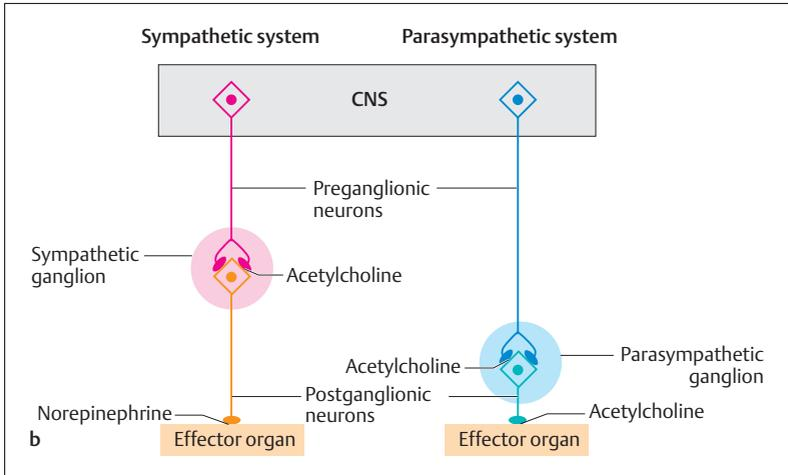 Sympathetic system
Parasympathetic system
CNS
Preganglionic
neurons
Sympathetic
ganglion
Acetylcholine
Acetylcholine
Parasympathetic
ganglion
Postganglionic
neurons
Norepinephrine
Acetylcholine
b
Effector organ
Effector organ